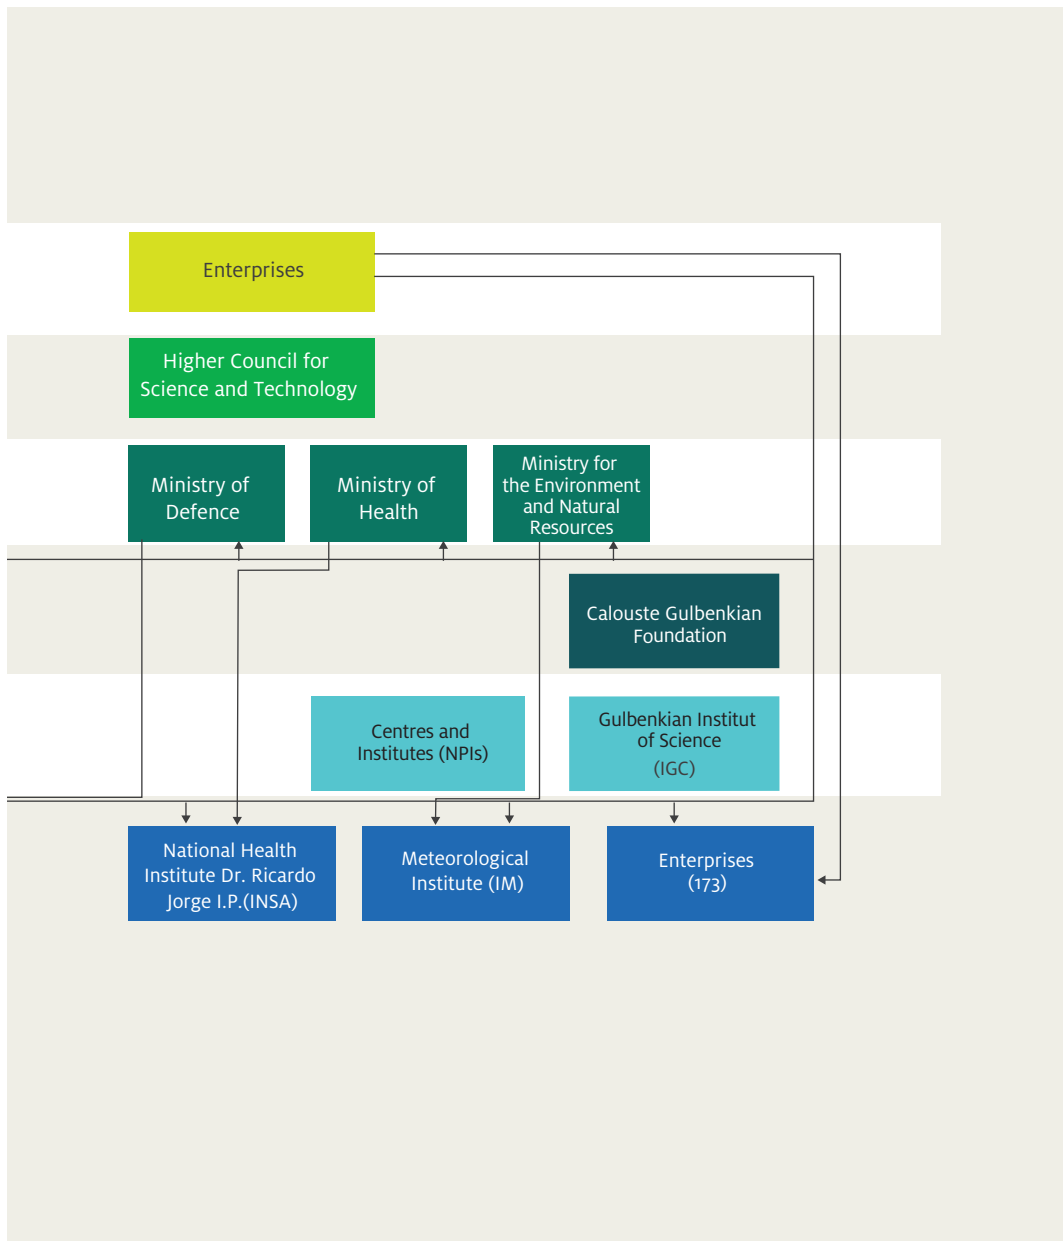 Enterprises
Higher Council for
Science and Technology
Ministry of
Defence
Ministry of
Health
Ministry for
the Environment
and Natural
Resources
Calouste Gulbenkian
Foundation
Centres and
Institutes (NPIs)
Gulbenkian Institut
of Science
(IGC)
National Health
Institute Dr. Ricardo
Jorge I.P.(INSA)
Meteorological
Institute (IM)
Enterprises
(173)